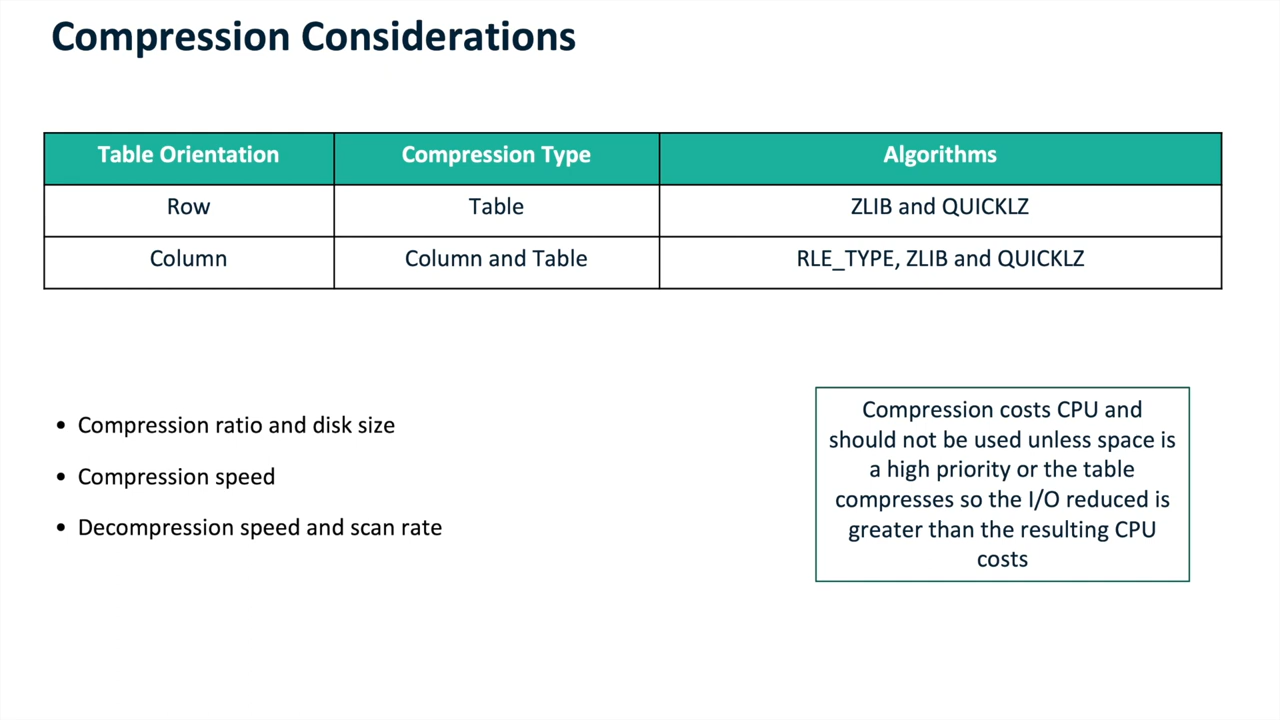 Compression Considerations
Table Orientation Compression Type Algorithms
Row Table ZLIB and QUICKLZ
Column Column and Table RLE_TYPE, ZLIB and QUICKLZ
• Compression ratio and disk size
• Compression speed
• Decompression speed and scan rate
Compression costs CPU and
should not be used unless space is
a high priority or the table
compresses so the I/O reduced is
greater than the resulting CPU
costs